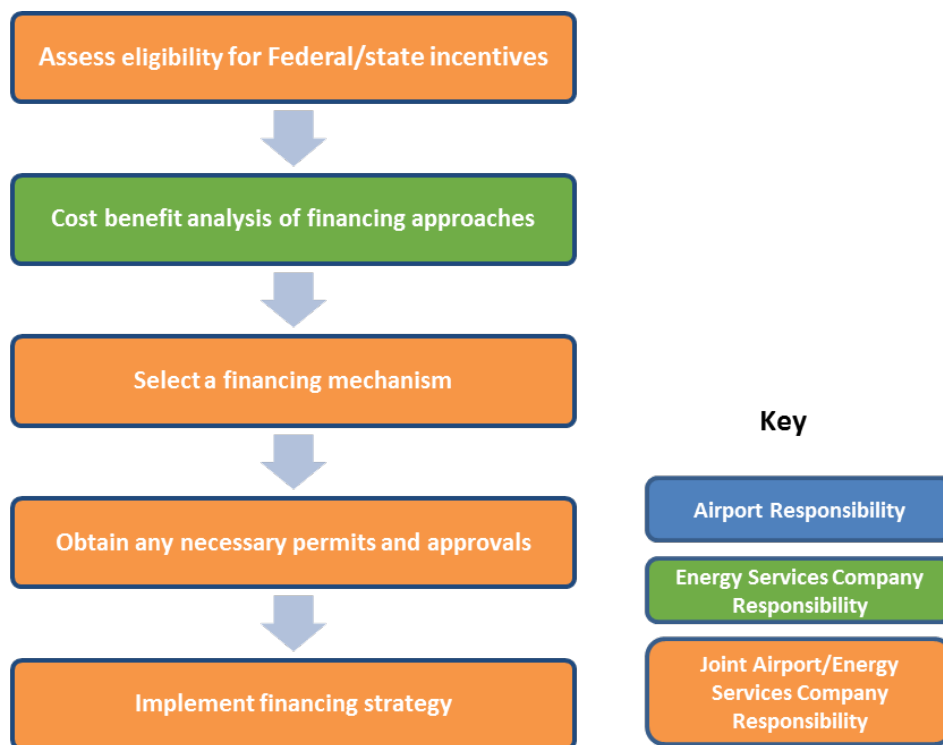 Assess eligibility for Federal/state incentives
Cost benefit analysis of financing approaches
Select a financing mechanism
Obtain any necessary permits and approvals
Implement financing strategy
Key
Airport Responsibility
Energy Services Company
Responsibility
Joint Airport/Energy
Services Company
Responsibility